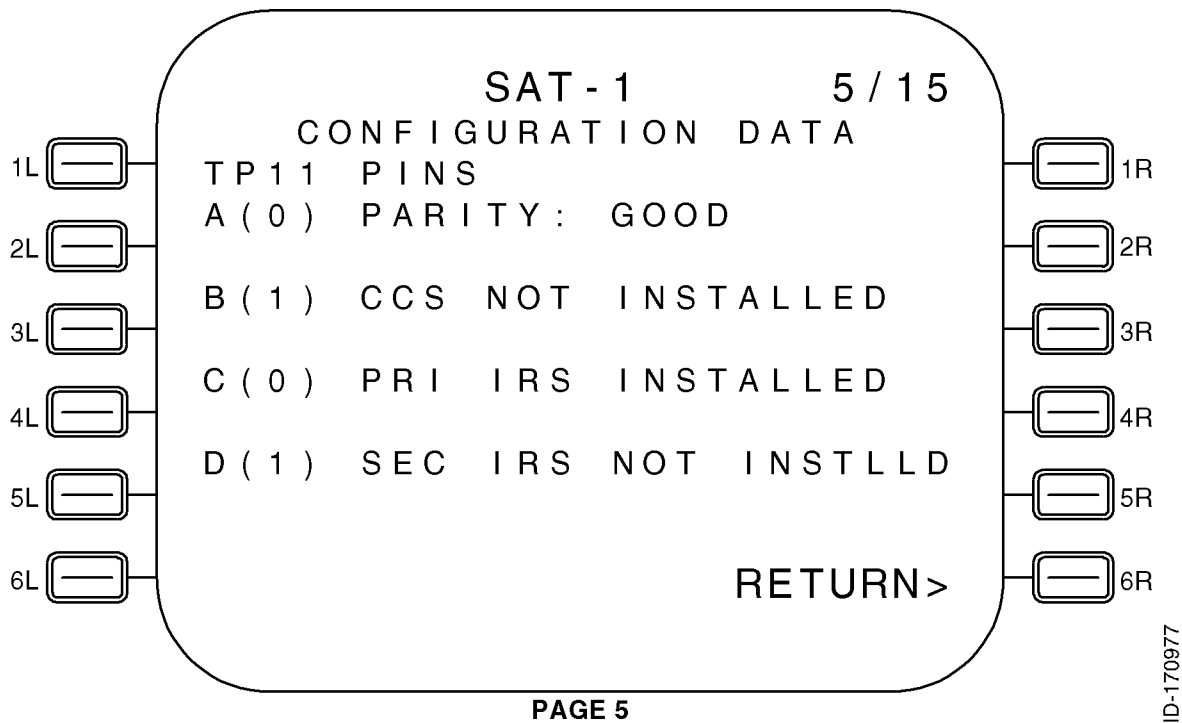 SAT-1 5/15
CONFIGURATION DATA
1L TP11 PINS 1R
A(0) PARITY: GOOD
2L 2R
B(1) CCS NOT INSTALLED
3L 3R
C(0) PRI IRS INSTALLED
4L 4R
D(1) SEC IRS NOT INSTLLD
5L 5R
6L RETURN> 6R
PAGE 5
ID-170977